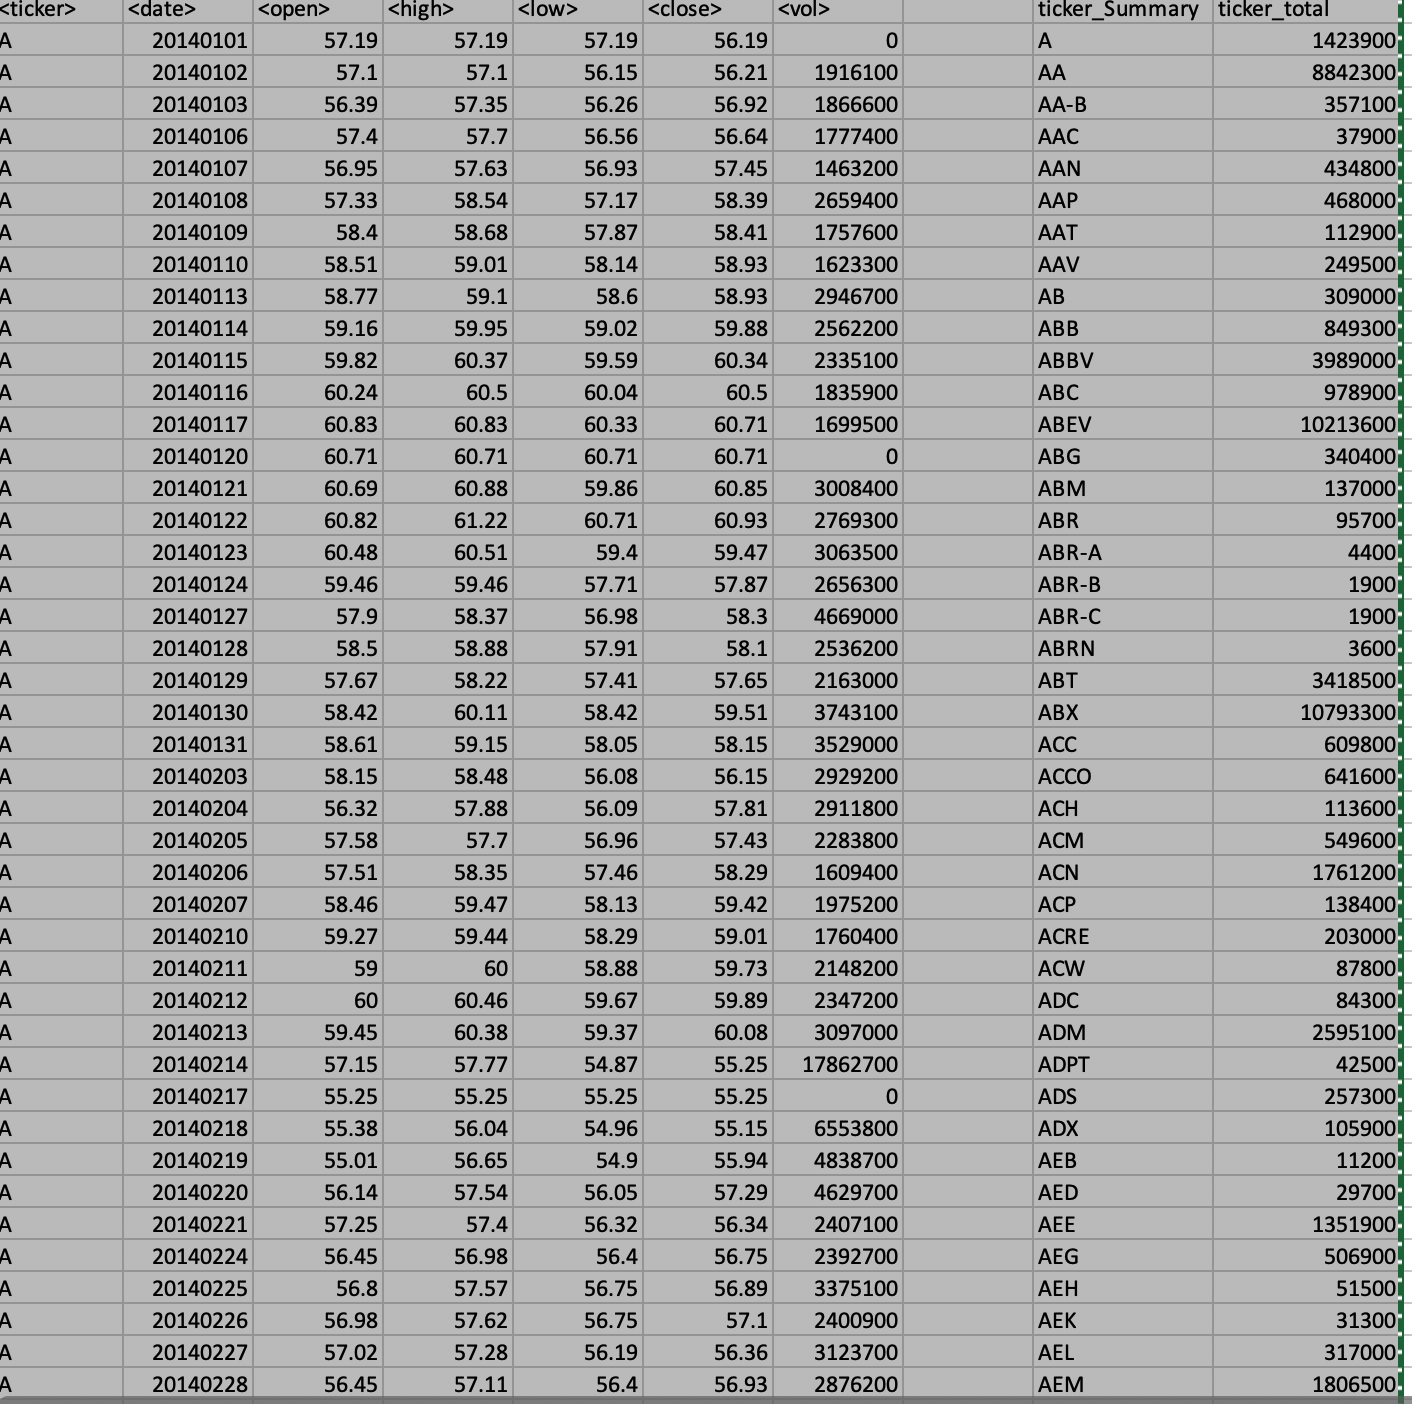 <ticker> <date> <open> <high> <low> <close> <vol> ticker_Summary ticker_total
A 20140101 57.19 57.19 57.19 56.19 0 A 1423900
A 20140102 57.1 57.1 56.15 56.21 1916100 AA 8842300
A 20140103 56.39 57.35 56.26 56.92 1866600 AA-B 357100
A 20140106 57.4 57.7 56.56 56.64 1777400 AAC 37900
A 20140107 56.95 57.63 56.93 57.45 1463200 AAN 434800
A 20140108 57.33 58.54 57.17 58.39 2659400 AAP 468000
A 20140109 58.4 58.68 57.87 58.41 1757600 AAT 112900
A 20140110 58.51 59.01 58.14 58.93 1623300 AAV 249500
A 20140113 58.77 59.1 58.6 58.93 2946700 AB 309000
A 20140114 59.16 59.95 59.02 59.88 2562200 ABB 849300
A 20140115 59.82 60.37 59.59 60.34 2335100 ABBV 3989000
A 20140116 60.24 60.5 60.04 60.5 1835900 ABC 978900
A 20140117 60.83 60.83 60.33 60.71 1699500 ABEV 10213600
A 20140120 60.71 60.71 60.71 60.71 0 ABG 340400
A 20140121 60.69 60.88 59.86 60.85 3008400 ABM 137000
A 20140122 60.82 61.22 60.71 60.93 2769300 ABR 95700
A 20140123 60.48 60.51 59.4 59.47 3063500 ABR-A 4400
A 20140124 59.46 59.46 57.71 57.87 2656300 ABR-B 1900
A 20140127 57.9 58.37 56.98 58.3 4669000 ABR-C 1900
A 20140128 58.5 58.88 57.91 58.1 2536200 ABRN 3600
A 20140129 57.67 58.22 57.41 57.65 2163000 ABT 3418500
A 20140130 58.42 60.11 58.42 59.51 3743100 ABX 10793300
A 20140131 58.61 59.15 58.05 58.15 3529000 ACC 609800
A 20140203 58.15 58.48 56.08 56.15 2929200 ACCO 641600
A 20140204 56.32 57.88 56.09 57.81 2911800 ACH 113600
A 20140205 57.58 57.7 56.96 57.43 2283800 ACM 549600
A 20140206 57.51 58.35 57.46 58.29 1609400 ACN 1761200
A 20140207 58.46 59.47 58.13 59.42 1975200 ACP 138400
A 20140210 59.27 59.44 58.29 59.01 1760400 ACRE 203000
A 20140211 59 60 58.88 59.73 2148200 ACW 87800
A 20140212 60 60.46 59.67 59.89 2347200 ADC 84300
A 20140213 59.45 60.38 59.37 60.08 3097000 ADM 2595100
A 20140214 57.15 57.77 54.87 55.25 17862700 ADPT 42500
A 20140217 55.25 55.25 55.25 55.25 0 ADS 257300
A 20140218 55.38 56.04 54.96 55.15 6553800 ADX 105900
A 20140219 55.01 56.65 54.9 55.94 4838700 AEB 11200
A 20140220 56.14 57.54 56.05 57.29 4629700 AED 29700
A 20140221 57.25 57.4 56.32 56.34 2407100 AEE 1351900
A 20140224 56.45 56.98 56.4 56.75 2392700 AEG 506900
A 20140225 56.8 57.57 56.75 56.89 3375100 AEH 51500
A 20140226 56.98 57.62 56.75 57.1 2400900 AEK 31300
A 20140227 57.02 57.28 56.19 56.36 3123700 AEL 317000
A 20140228 56.45 57.11 56.4 56.93 2876200 AEM 1806500